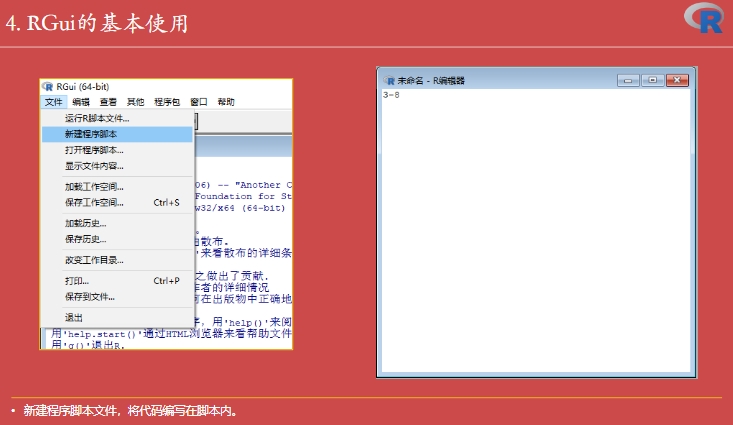 4. RGui的基本使用
R
RGui (64-bit)
文件 编辑 查看 其他 程序包 窗口 帮助
运行R脚本文件...
新建程序脚本
打开程序脚本...
显示文件内容...
加载工作空间...
保存工作空间... Ctrl+S
加载历史...
保存历史...
改变工作目录...
打印... Ctrl+P
保存到文件...
退出
06) -- "Another C
Foundation for St
w32/x64 (64-bit)
由散布。
'来看散布的详细条
之做出了贡献.
作者的详细情况
何在出版物中正确地
序，用'help()'来阅
用'help.start()'通过HTML浏览器来看帮助文件
用'q()'退出R.
未命名 - R编辑器
3-8
• 新建程序脚本文件，将代码编写在脚本内。